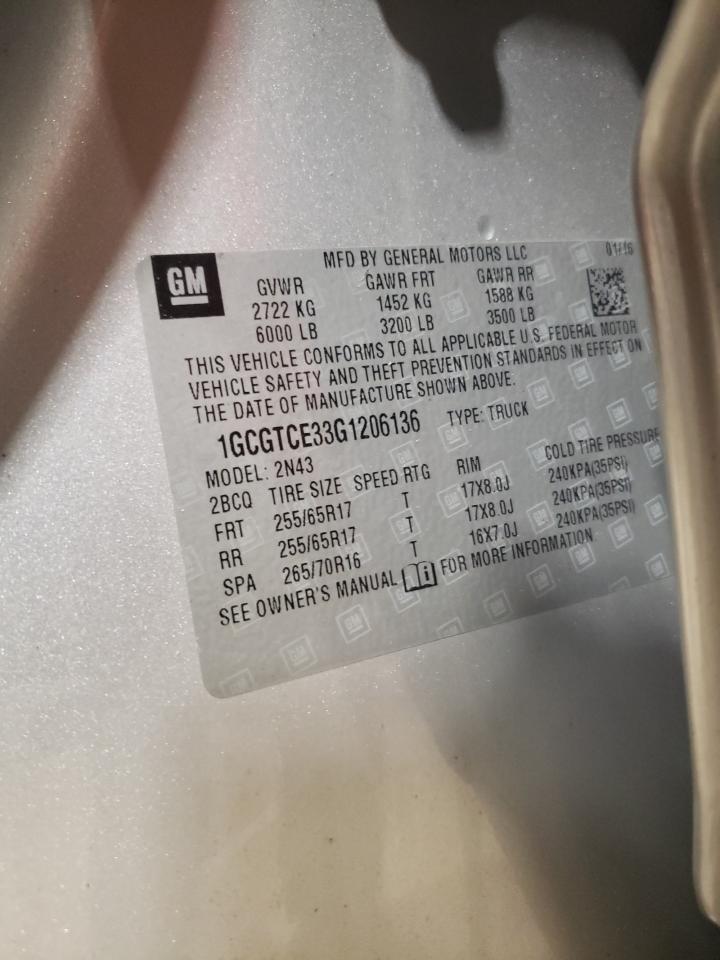 GM
MFD BY GENERAL MOTORS LLC 01/16
GVWR GAWR FRT GAWR RR
2722 KG 1452 KG 1588 KG
6000 LB 3200 LB 3500 LB
THIS VEHICLE CONFORMS TO ALL APPLICABLE U.S. FEDERAL MOTOR
VEHICLE SAFETY AND THEFT PREVENTION STANDARDS IN EFFECT ON
THE DATE OF MANUFACTURE SHOWN ABOVE.
1GCGTCE33G1206136 TYPE: TRUCK
MODEL: 2N43
2BCQ TIRE SIZE SPEED RTG RIM COLD TIRE PRESSURE
FRT 255/65R17 T 17X8.0J 240KPA(35PSI)
RR 255/65R17 T 17X8.0J 240KPA(35PSI)
SPA 265/70R16 T 16X7.0J 240KPA(35PSI)
SEE OWNER'S MANUAL FOR MORE INFORMATION